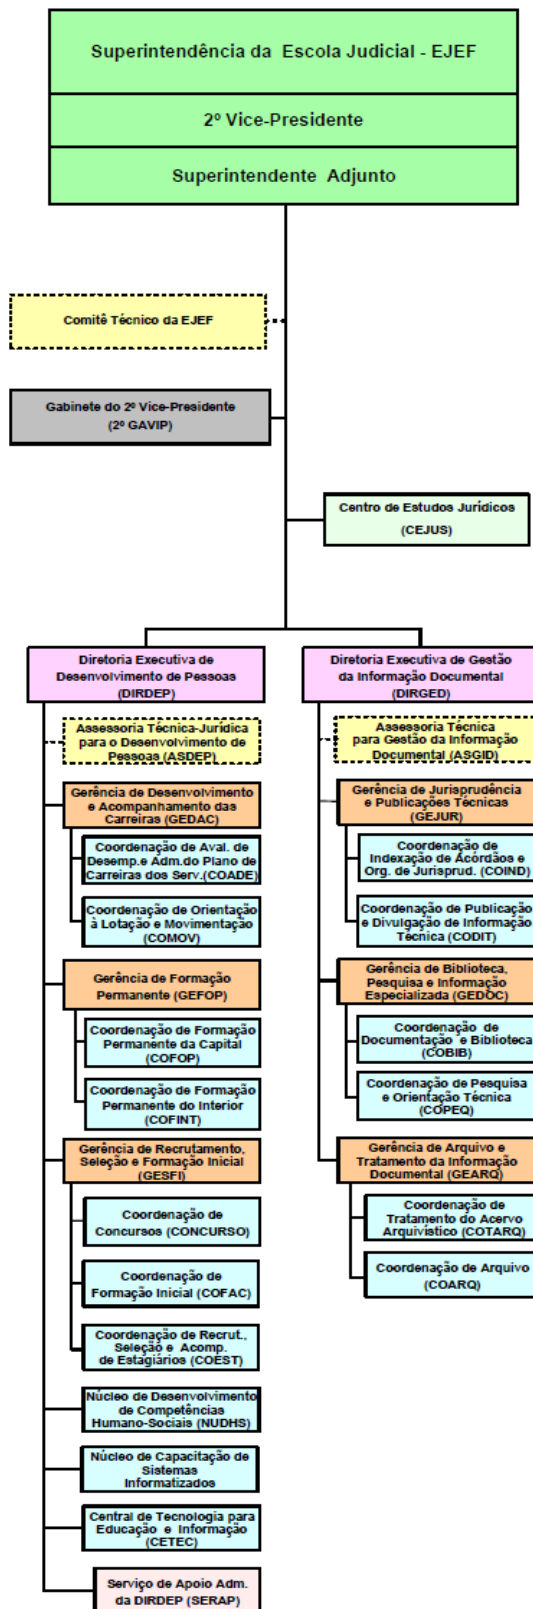 Superintendência da Escola Judicial - EJEF
2º Vice-Presidente
Superintendente Adjunto
Comitê Técnico da EJEF
Gabinete do 2º Vice-Presidente
(2º GAVIP)
Centro de Estudos Jurídicos
(CEJUS)
Diretoria Executiva de
Desenvolvimento de Pessoas
(DIRDEP)
Assessoria Técnica-Jurídica
para o Desenvolvimento de
Pessoas (ASDEP)
Gerência de Desenvolvimento
e Acompanhamento das
Carreiras (GEDAC)
Coordenação de Aval. de
Desemp.e Adm.do Plano de
Carreiras dos Serv.(COADE)
Coordenação de Orientação
à Lotação e Movimentação
(COMOV)
Gerência de Formação
Permanente (GEFOP)
Coordenação de Formação
Permanente da Capital
(COFOP)
Coordenação de Formação
Permanente do Interior
(COFINT)
Gerência de Recrutamento,
Seleção e Formação Inicial
(GESFI)
Coordenação de
Concursos (CONCURSO)
Coordenação de
Formação Inicial (COFAC)
Coordenação de Recrut.,
Seleção e Acomp.
de Estagiários (COEST)
Núcleo de Desenvolvimento
de Competências
Humano-Sociais (NUDHS)
Núcleo de Capacitação de
Sistemas
Informatizados
Central de Tecnologia para
Educação e Informação
(CETEC)
Serviço de Apoio Adm.
da DIRDEP (SERAP)
Diretoria Executiva de Gestão
da Informação Documental
(DIRGED)
Assessoria Técnica
para Gestão da Informação
Documental (ASGID)
Gerência de Jurisprudência
e Publicações Técnicas
(GEJUR)
Coordenação de
Indexação de Acórdãos e
Org. de Jurisprud. (COIND)
Coordenação de Publicação
e Divulgação de Informação
Técnica (CODIT)
Gerência de Biblioteca,
Pesquisa e Informação
Especializada (GEDOC)
Coordenação de
Documentação e Biblioteca
(COBIB)
Coordenação de Pesquisa
e Orientação Técnica
(COPEQ)
Gerência de Arquivo e
Tratamento da Informação
Documental (GEARQ)
Coordenação de
Tratamento do Acervo
Arquivístico (COTARQ)
Coordenação de Arquivo
(COARQ)